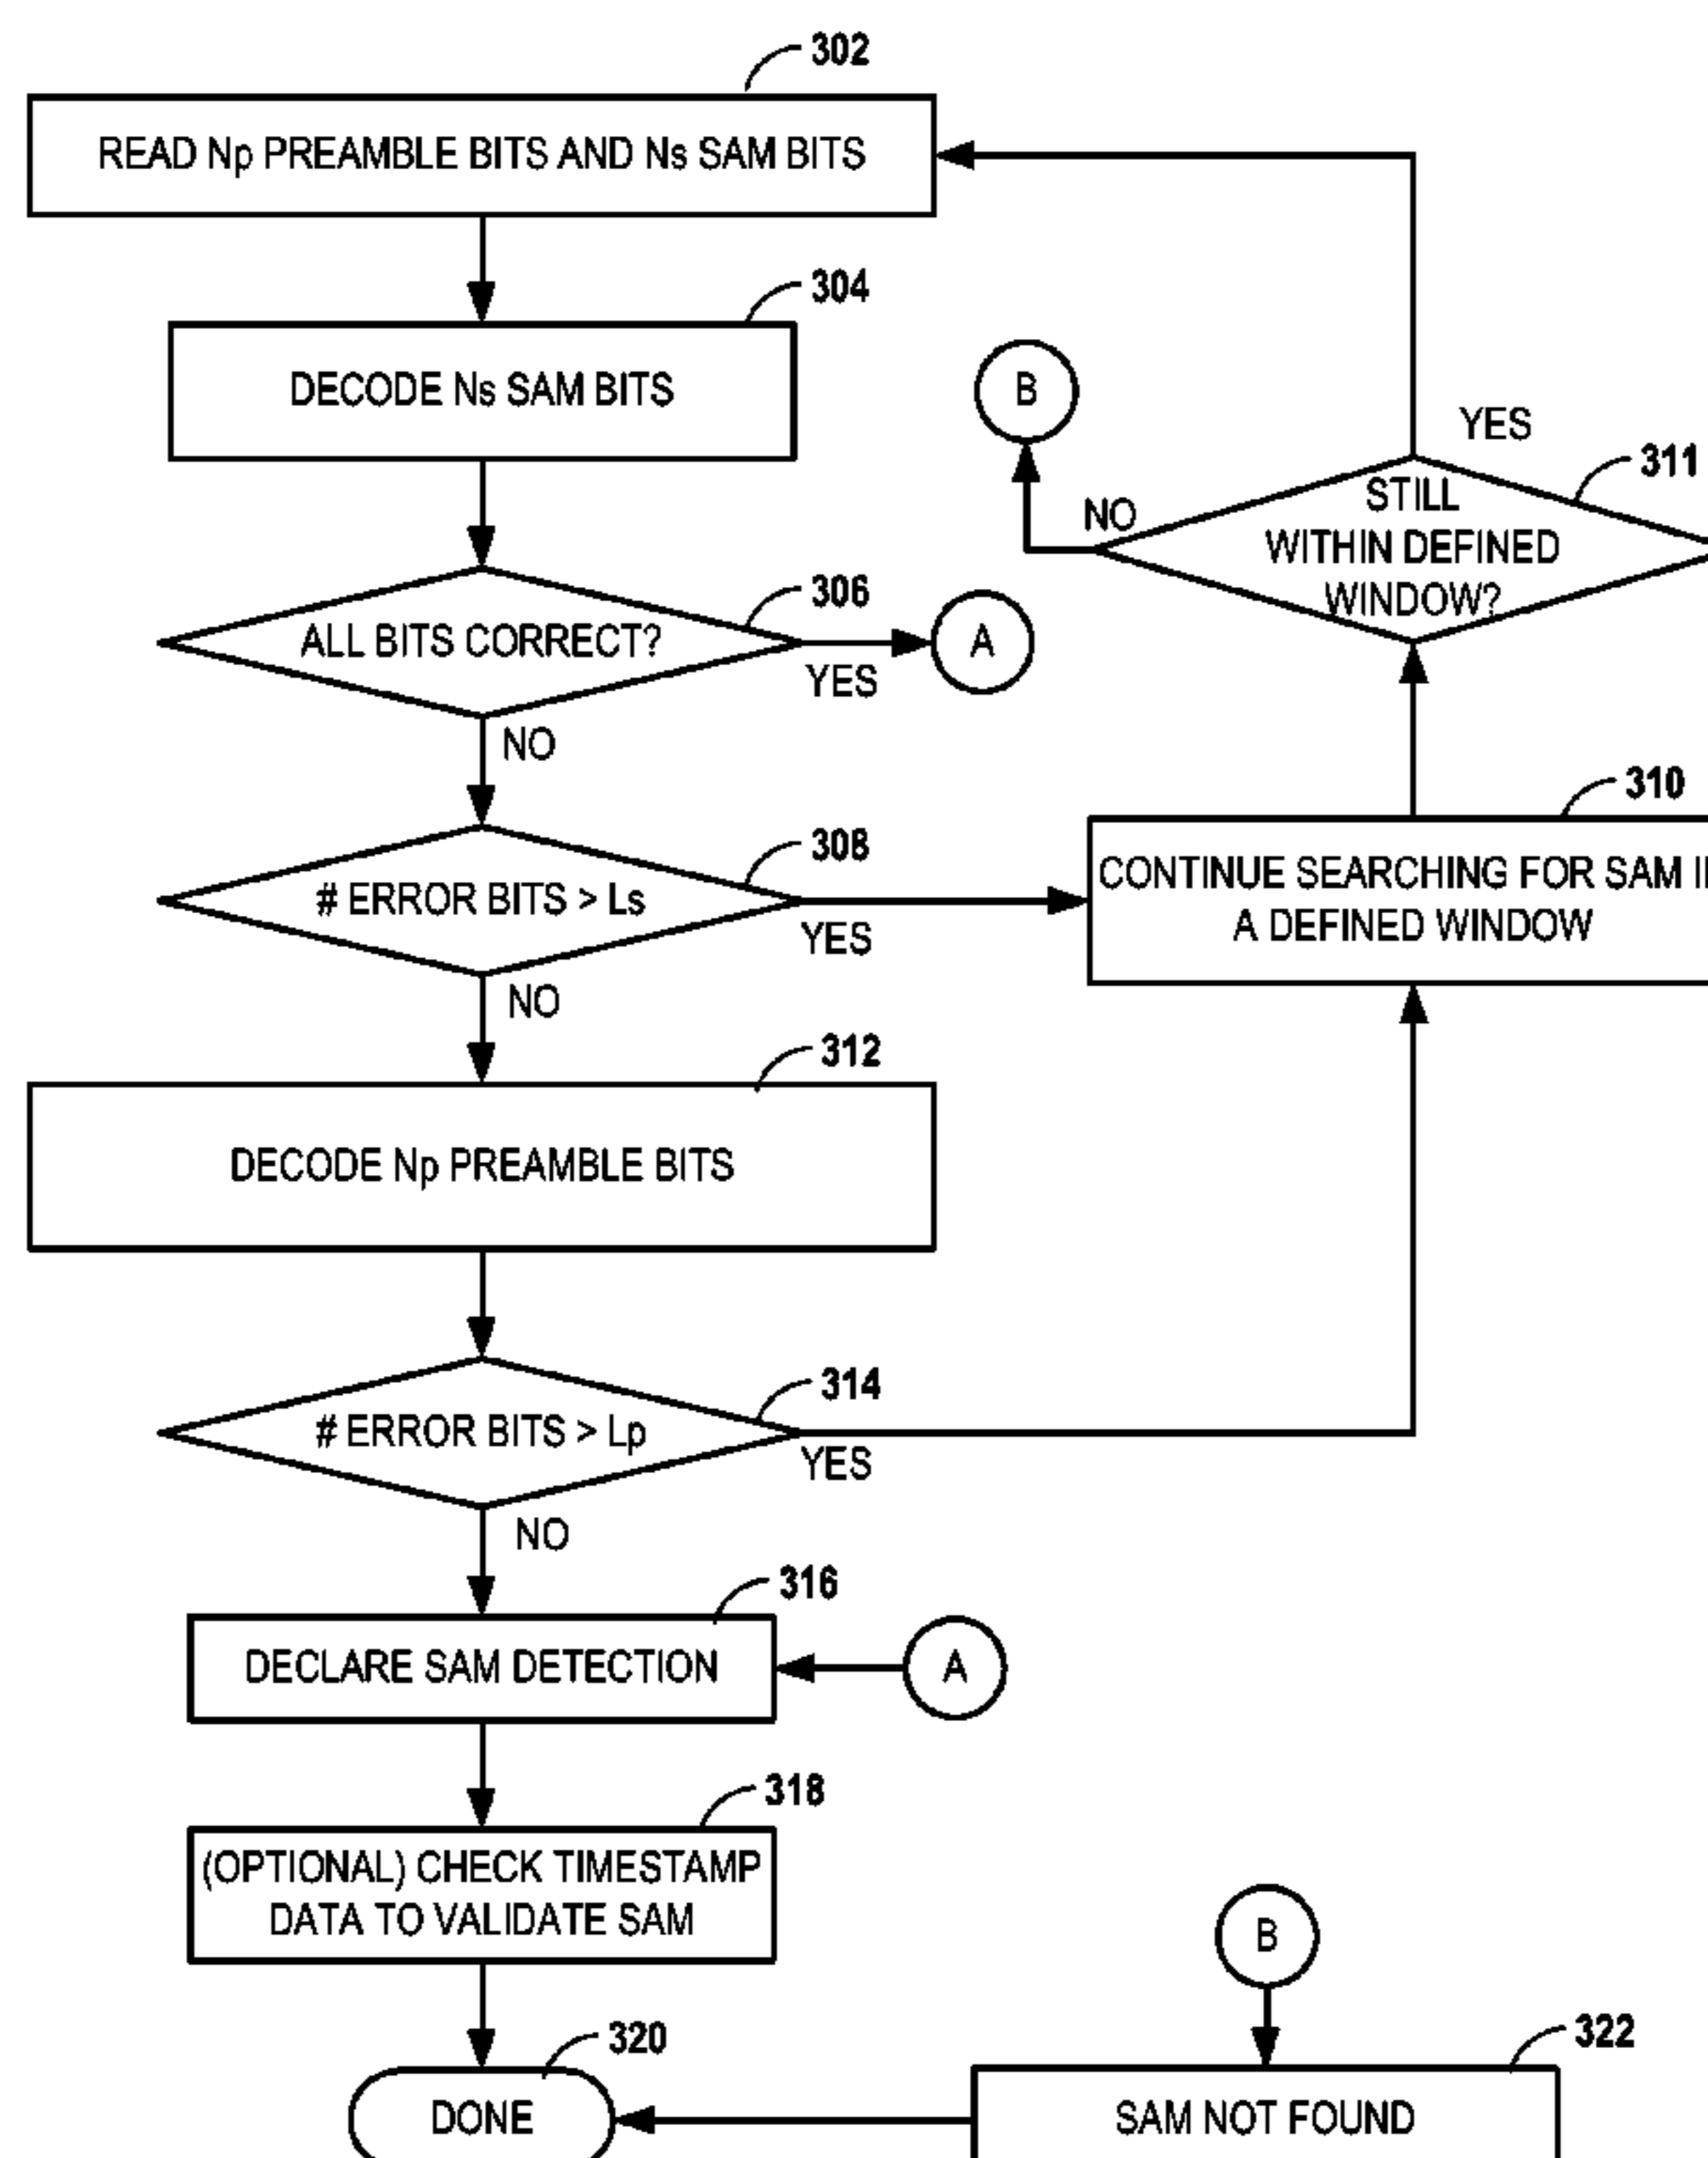 302
READ Np PREAMBLE BITS AND Ns SAM BITS
304
DECODE Ns SAM BITS
B
YES
311
STILL
WITHIN DEFINED
WINDOW?
NO
306
ALL BITS CORRECT?
YES
A
NO
310
CONTINUE SEARCHING FOR SAM
A DEFINED WINDOW
308
# ERROR BITS > Ls
YES
NO
312
DECODE Np PREAMBLE BITS
314
# ERROR BITS > Lp
YES
NO
316
DECLARE SAM DETECTION
A
318
(OPTIONAL) CHECK TIMESTAMP
DATA TO VALIDATE SAM
B
320
DONE
322
SAM NOT FOUND